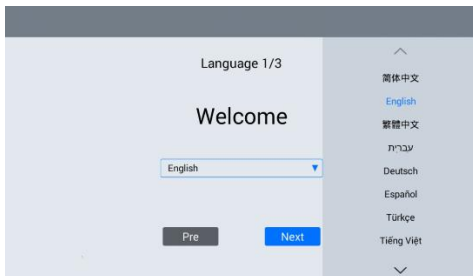 Language 1/3
Welcome
English
Pre
Next
简体中文
English
繁體中文
עברית
Deutsch
Español
Türkçe
Tiếng Việt